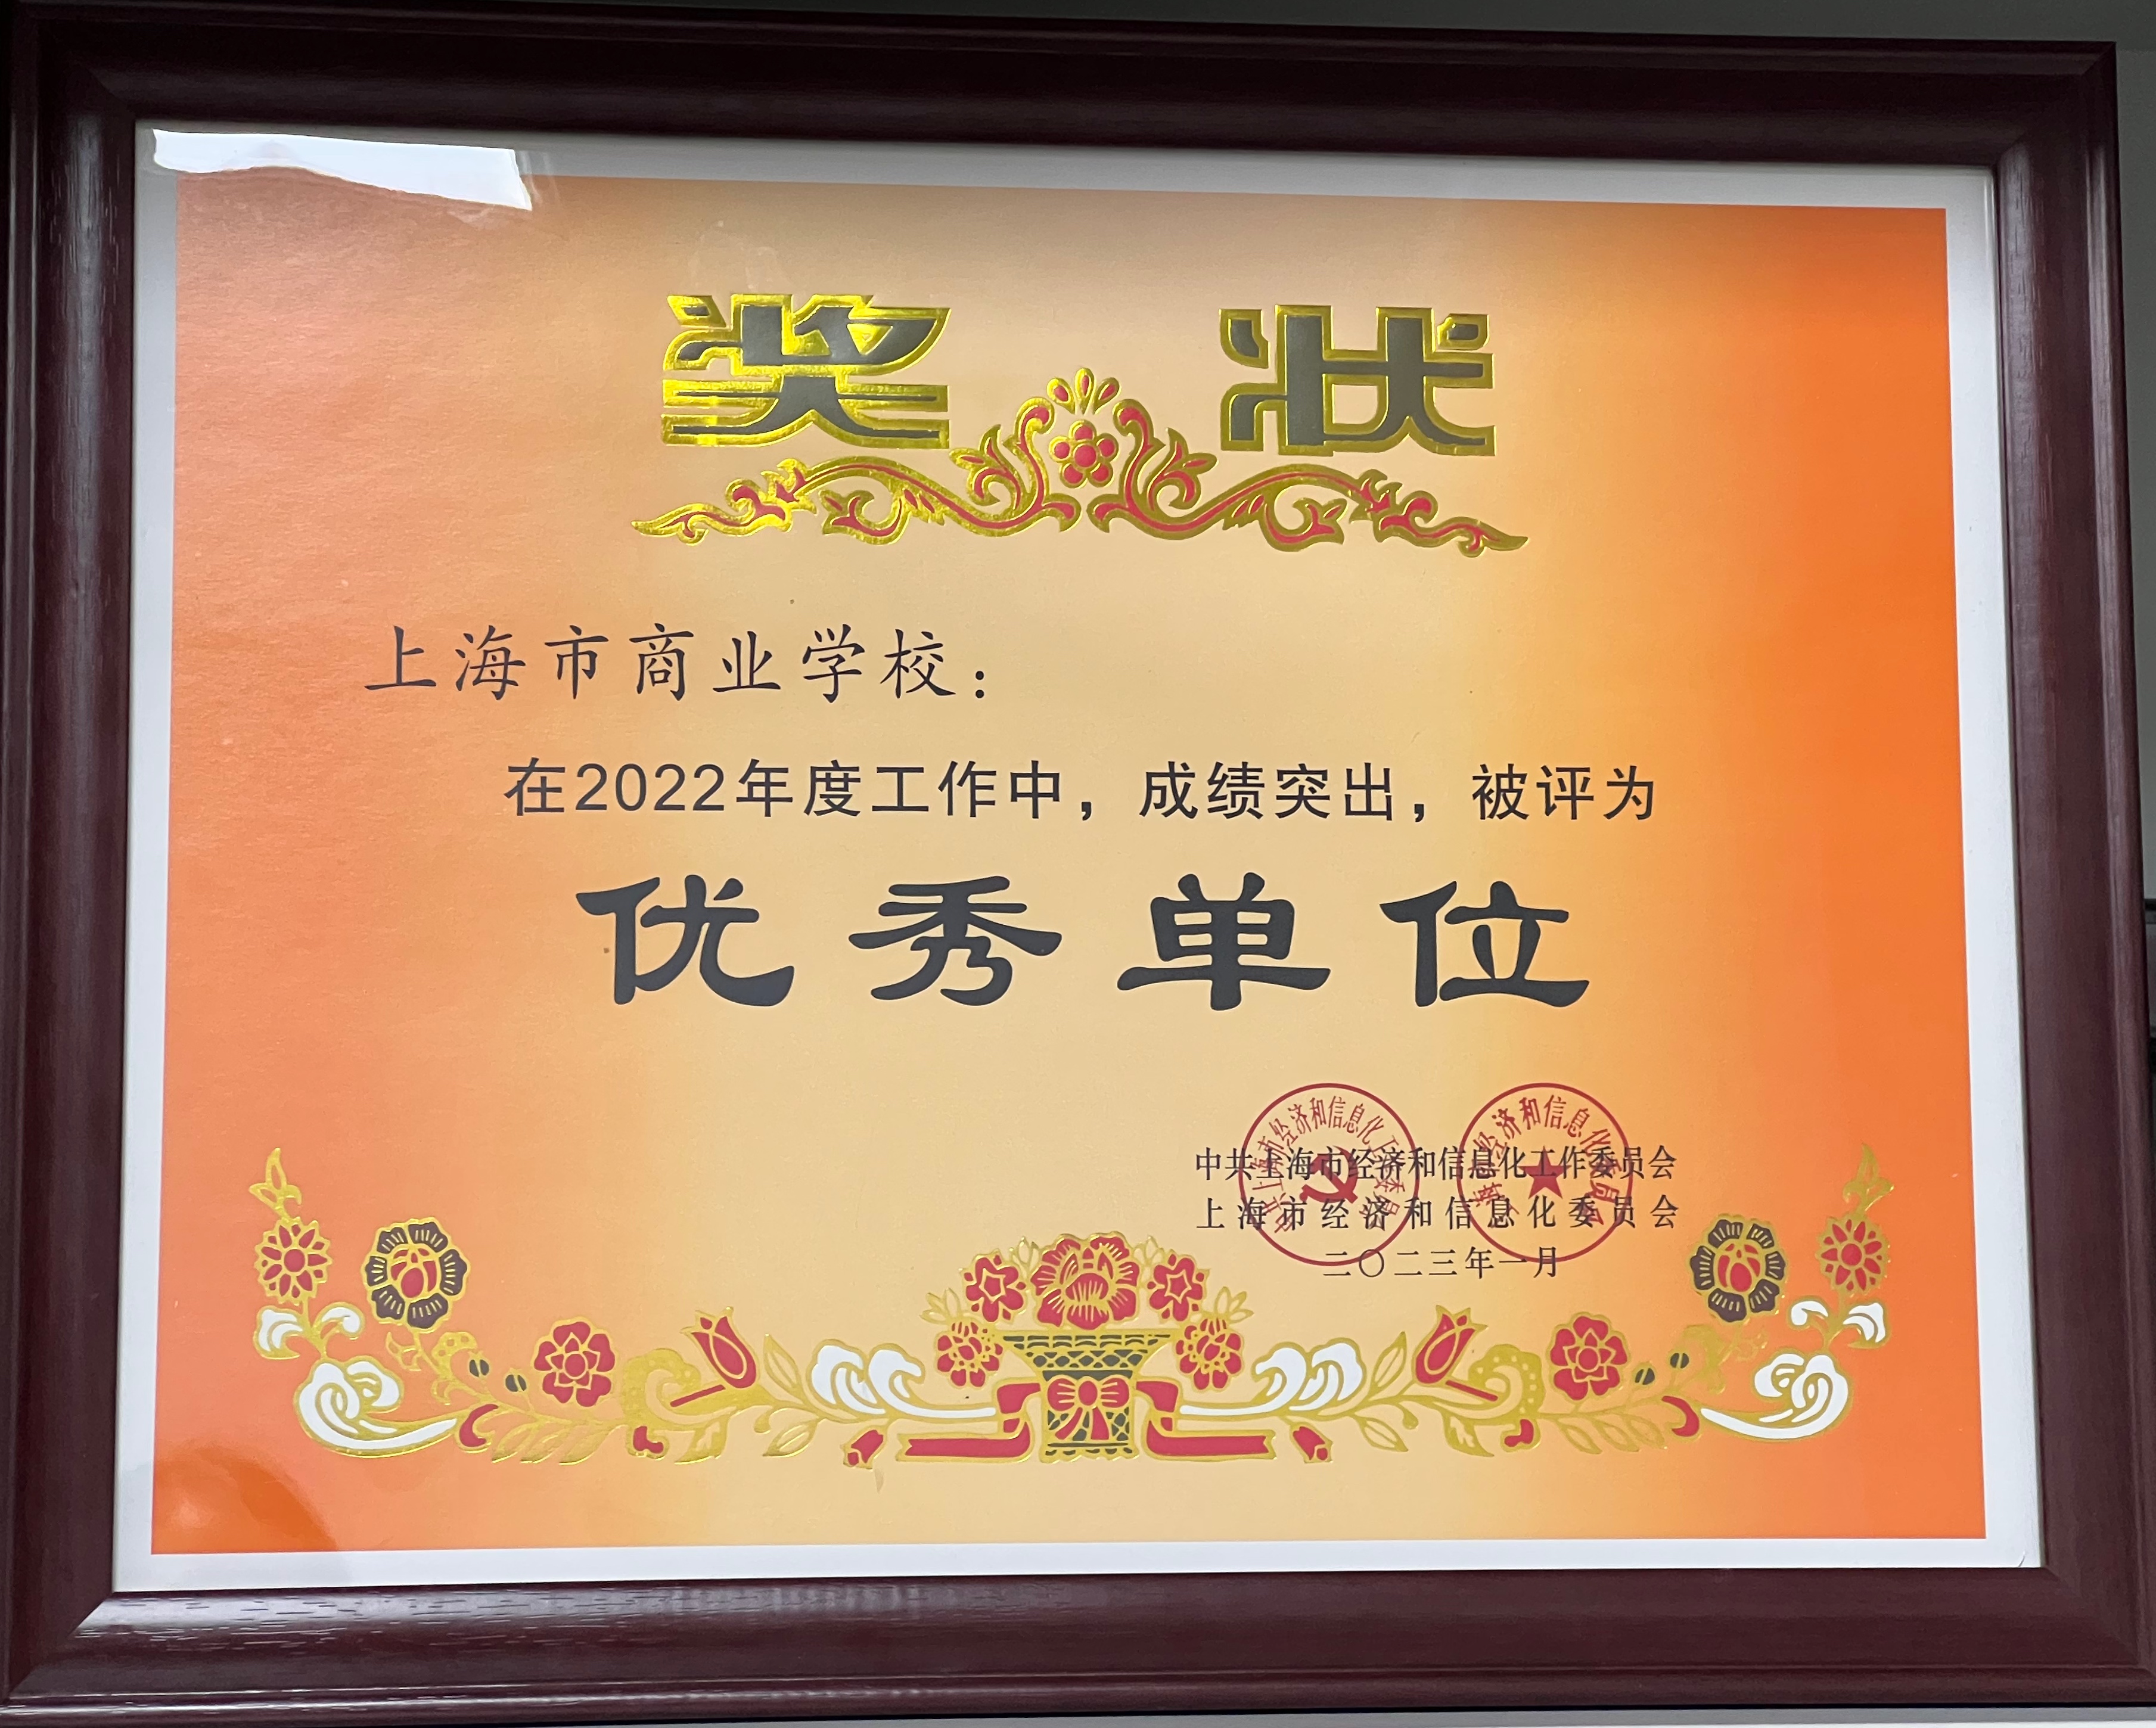 奖状
上海市商业学校：
在2022年度工作中，成绩突出，被评为
优秀单位
中共上海市经济和信息化工作委员会
上海市经济和信息化委员会
二〇二三年一月